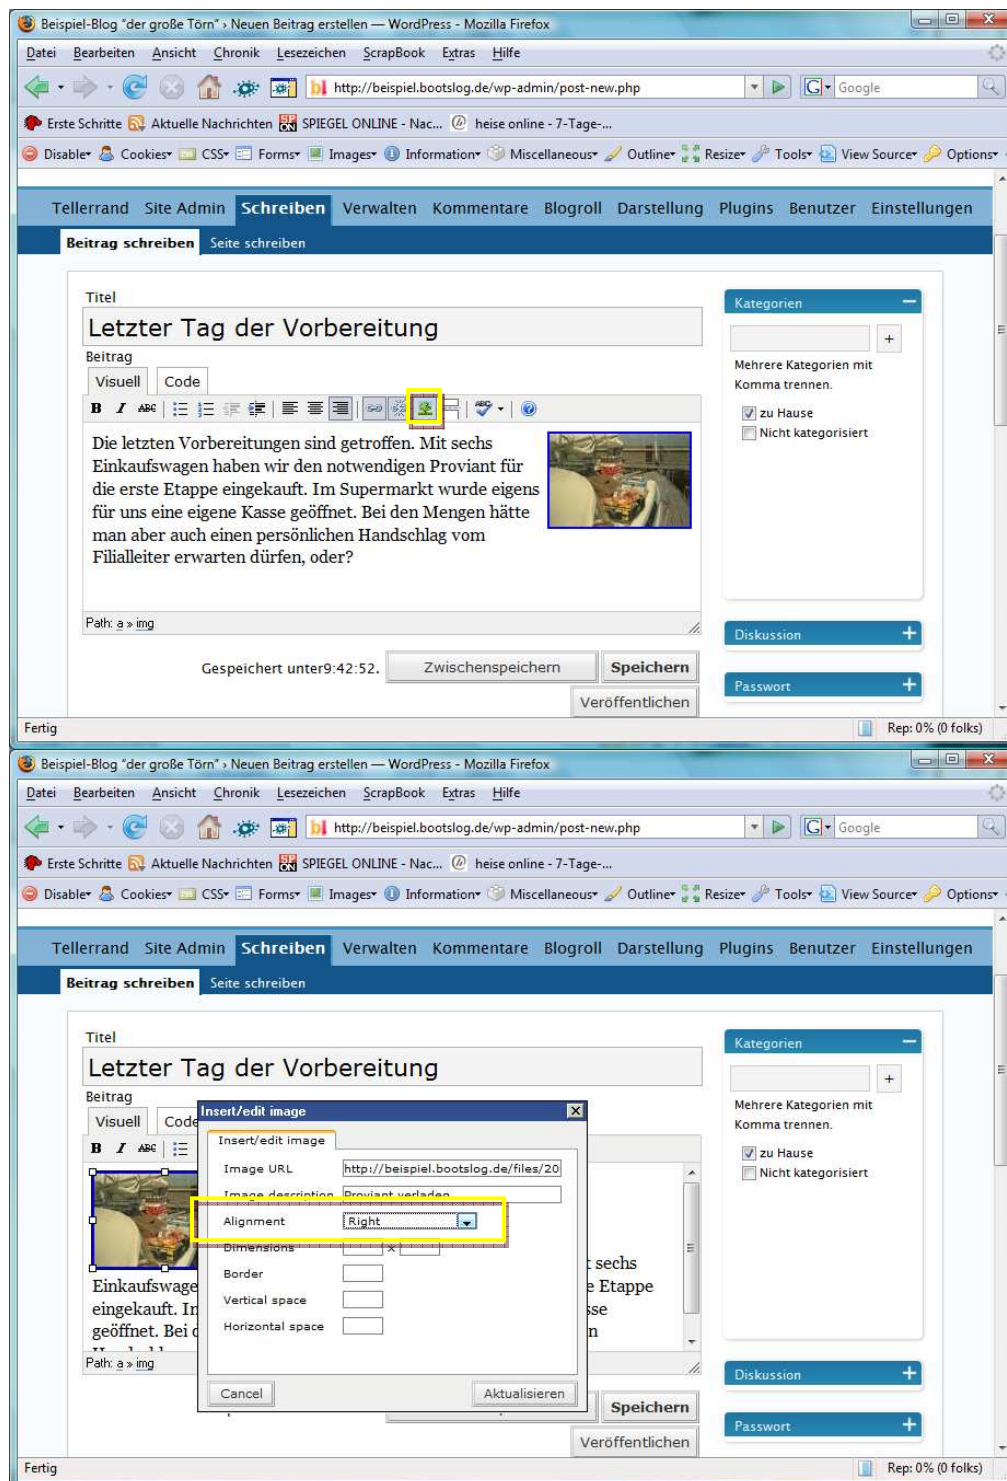 Beispiel-Blog "der große Törn" › Neuen Beitrag erstellen — WordPress - Mozilla Firefox
Datei Bearbeiten Ansicht Chronik Lesezeichen ScrapBook Extras Hilfe
http://beispiel.bootslog.de/wp-admin/post-new.php G Google
Erste Schritte Aktuelle Nachrichten SPIEGEL ONLINE - Nac... heise online - 7-Tage-...
Disable Cookies CSS Forms Images Information Miscellaneous Outline Resize Tools View Source Options
Tellerrand Site Admin Schreiben Verwalten Kommentare Blogroll Darstellung Plugins Benutzer Einstellungen
Beitrag schreiben Seite schreiben
Titel
Letzter Tag der Vorbereitung
Beitrag
Visuell Code
B I ABC ABC
Die letzten Vorbereitungen sind getroffen. Mit sechs
Einkaufswagen haben wir den notwendigen Proviant für
die erste Etappe eingekauft. Im Supermarkt wurde eigens
für uns eine eigene Kasse geöffnet. Bei den Mengen hätte
man aber auch einen persönlichen Handschlag vom
Filialleiter erwarten dürfen, oder?
Path: a » img
Gespeichert unter9:42:52. Zwischenspeichern Speichern
Veröffentlichen
Kategorien
+
Mehrere Kategorien mit
Komma trennen.
zu Hause
Nicht kategorisiert
Diskussion
Passwort
Fertig Rep: 0% (0 folks)
Beispiel-Blog "der große Törn" › Neuen Beitrag erstellen — WordPress - Mozilla Firefox
Datei Bearbeiten Ansicht Chronik Lesezeichen ScrapBook Extras Hilfe
http://beispiel.bootslog.de/wp-admin/post-new.php G Google
Erste Schritte Aktuelle Nachrichten SPIEGEL ONLINE - Nac... heise online - 7-Tage-...
Disable Cookies CSS Forms Images Information Miscellaneous Outline Resize Tools View Source Options
Tellerrand Site Admin Schreiben Verwalten Kommentare Blogroll Darstellung Plugins Benutzer Einstellungen
Beitrag schreiben Seite schreiben
Titel
Letzter Tag der Vorbereitung
Beitrag
Visuell Code
B I ABC
Insert/edit image
Insert/edit image
Image URL http://beispiel.bootslog.de/files/20
Image description Proviant verladen
Alignment Right
Dimensions x
Border
Vertical space
Horizontal space
Cancel Aktualisieren
t sechs
Einkaufswage e Etappe
eingekauft. In sse
geöffnet. Bei d n
Path: a » img
Speichern
Veröffentlichen
Kategorien
+
Mehrere Kategorien mit
Komma trennen.
zu Hause
Nicht kategorisiert
Diskussion
Passwort
Fertig Rep: 0% (0 folks)